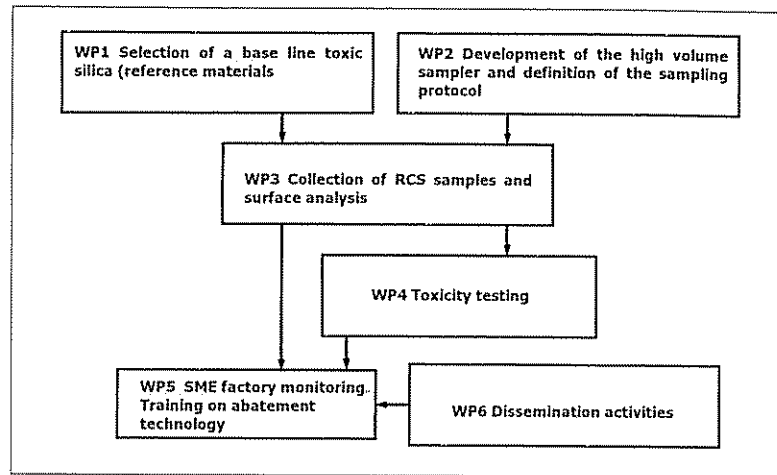 WP1 Selection of a base line toxic
silica (reference materials
WP2 Development of the high volume
sampler and definition of the sampling
protocol
WP3 Collection of RCS samples and
surface analysis
WP4 Toxicity testing
WP5 SME factory monitoring.
Training on abatement
technology
WP6 Dissemination activities